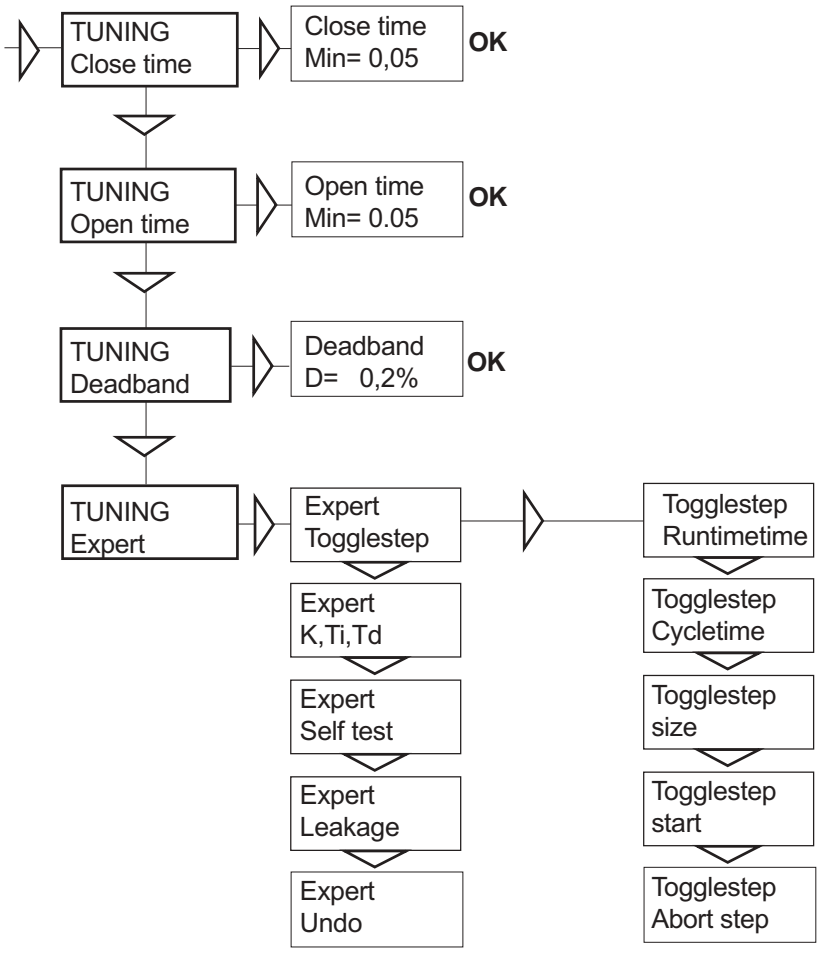 TUNING
Close time
Close time
Min= 0,05
OK
TUNING
Open time
Open time
Min= 0.05
OK
TUNING
Deadband
Deadband
D= 0,2%
OK
TUNING
Expert
Expert
Togglestep
Togglestep
Runtimetime
Expert
K,Ti,Td
Togglestep
Cycletime
Expert
Self test
Togglestep
size
Expert
Leakage
Togglestep
start
Expert
Undo
Togglestep
Abort step